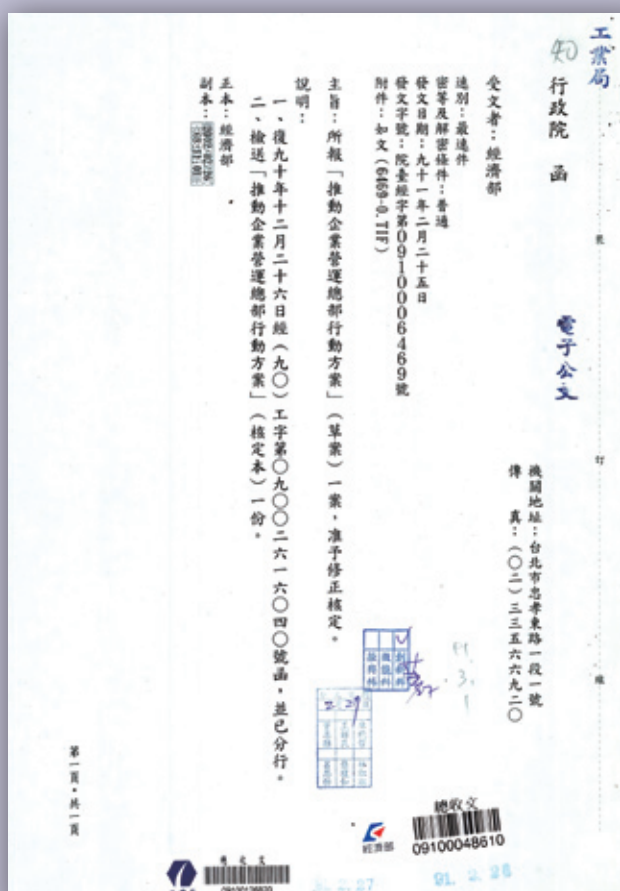 工業局
行政院　函
電子公文
機關地址：台北市忠孝東路一段一號
傳　真：（〇二）三三五六六九二〇
受文者：經濟部
速別：最速件
密等及解密條件：普通
發文日期：九十一年二月二十五日
發文字號：院臺經字第0910006469號
附件：如文（6469-0.TIF）
主旨：所報「推動企業營運總部行動方案」（草案）一案，准予修正核定。
說明：
一、復九十年十二月二十六日經（九〇）工字第〇九〇〇二六一六〇四〇號函，並已分行。
二、檢送「推動企業營運總部行動方案」（核定本）一份。
正本：經濟部
副本：
訂
線
91.
3.
1
總收文
經濟部
09100048610
91. 2. 26
2. 27
第一頁，共一頁